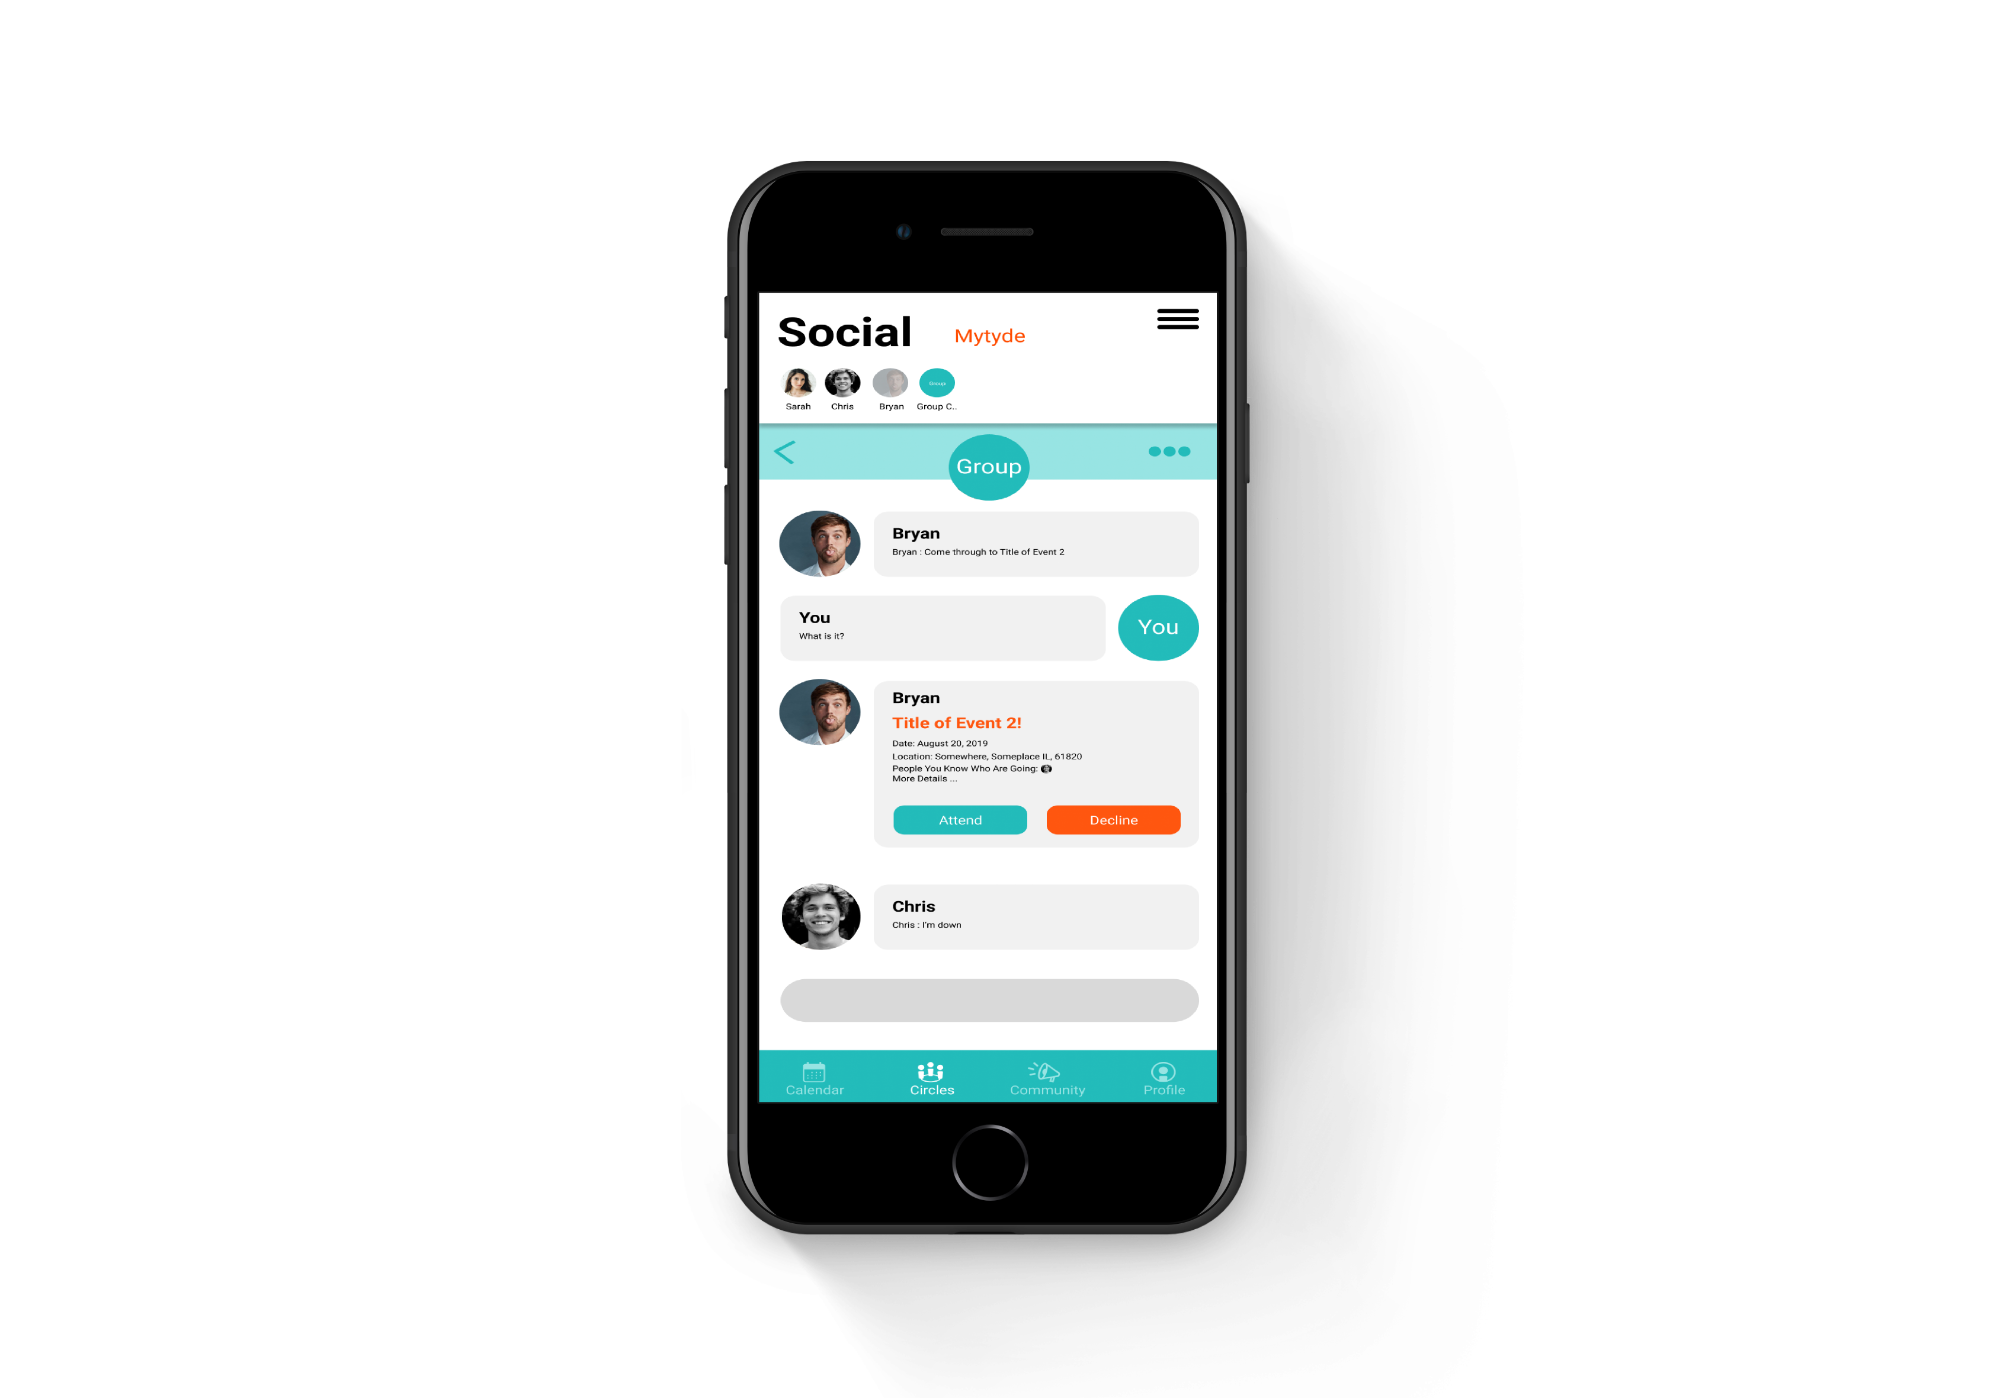 Social
Mytyde
Groups
Sarah
Chris
Bryan
Group C..
Group
Bryan
Bryan : Come through to Title of Event 2
You
What is it?
You
Bryan
Title of Event 2!
Date: August 20, 2019
Location: Somewhere, Someplace IL, 61820
People You Know Who Are Going:
More Details ...
Attend
Decline
Chris
Chris : I'm down
Calendar
Circles
Community
Profile